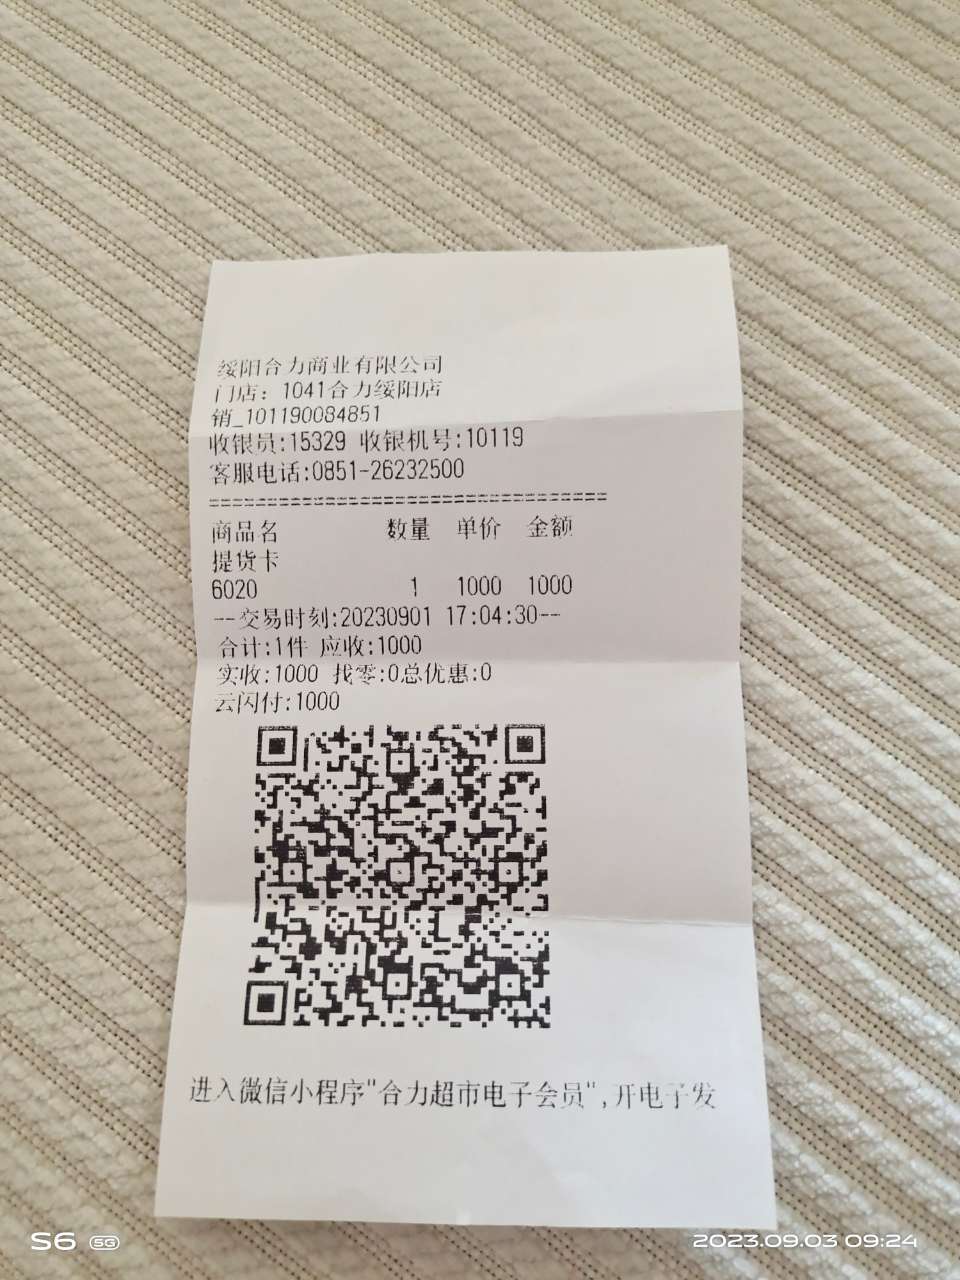 绥阳合力商业有限公司
门店：1041合力绥阳店
销_101190084851
收银员:15329 收银机号:10119
客服电话:0851-26232500
==================================
商品名 数量 单价 金额
提货卡
6020 1 1000 1000
--交易时刻:20230901 17:04:30--
合计:1件 应收:1000
实收:1000 找零:0总优惠:0
云闪付:1000
进入微信小程序"合力超市电子会员",开电子发
S6 5G
2023.09.03 09:24